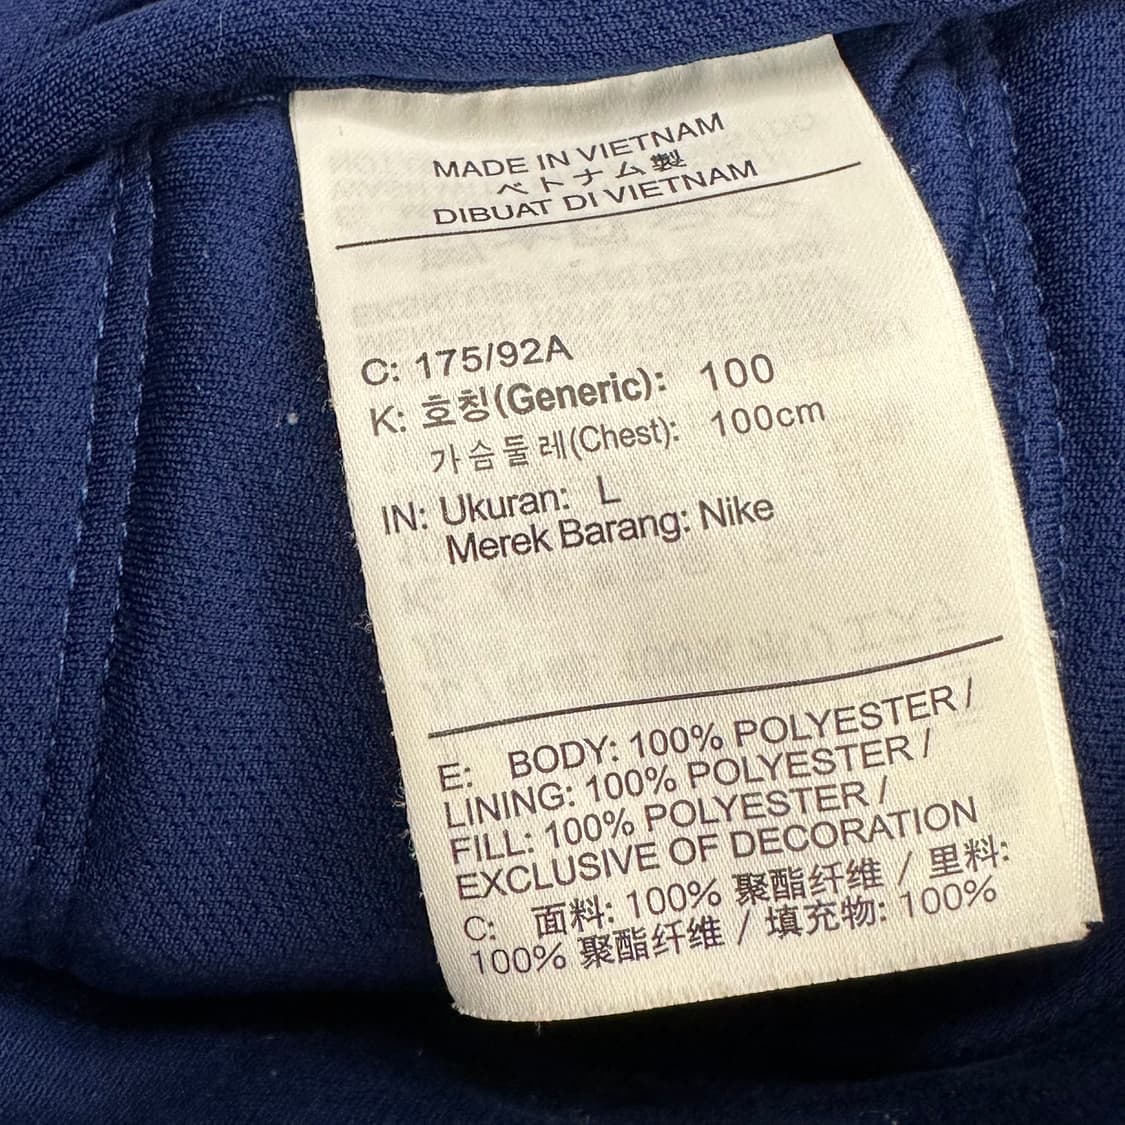 MADE IN VIETNAM
ベトナム製
DIBUAT DI VIETNAM
C: 175/92A
K: 호칭(Generic): 100
가슴둘레(Chest): 100cm
IN: Ukuran: L
Merek Barang: Nike
E: BODY: 100% POLYESTER /
LINING: 100% POLYESTER /
FILL: 100% POLYESTER /
EXCLUSIVE OF DECORATION
C: 面料: 100% 聚酯纤维 / 里料:
100% 聚酯纤维 / 填充物: 100%